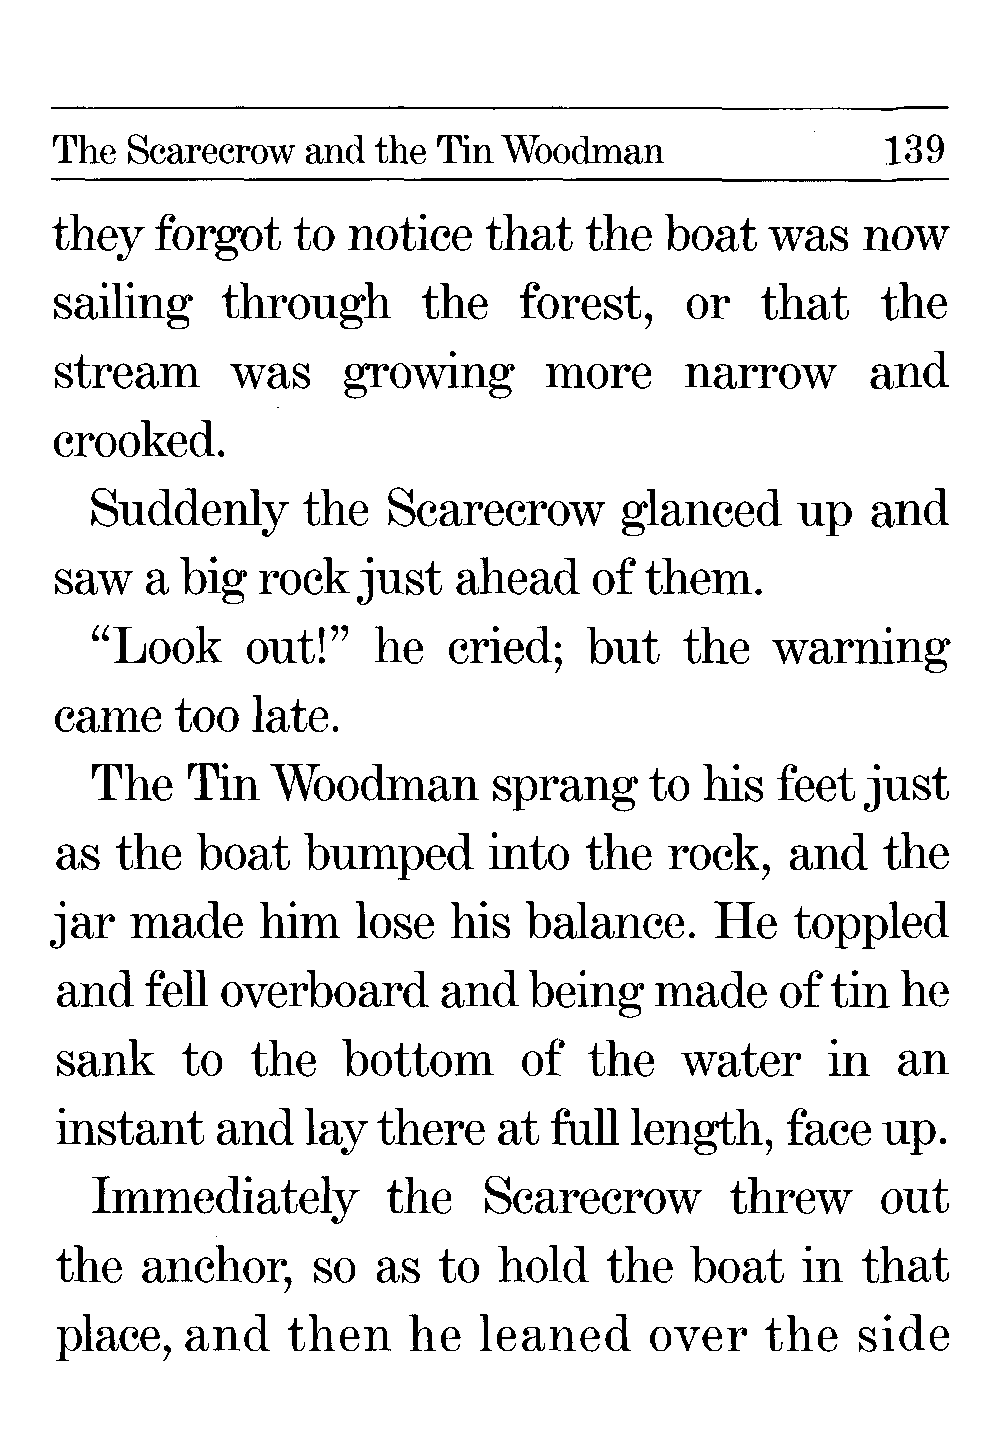 The Scarecrow and the Tin Woodman 139
they forgot to notice that the boat was now
sailing through the forest, or that the
stream was growing more narrow and
crooked.
Suddenly the Scarecrow glanced up and
saw a big rock just ahead of them.
“Look out!” he cried; but the warning
came too late.
The Tin Woodman sprang to his feet just
as the boat bumped into the rock, and the
jar made him lose his balance. He toppled
and fell overboard and being made of tin he
sank to the bottom of the water in an
instant and lay there at full length, face up.
Immediately the Scarecrow threw out
the anchor, so as to hold the boat in that
place, and then he leaned over the side